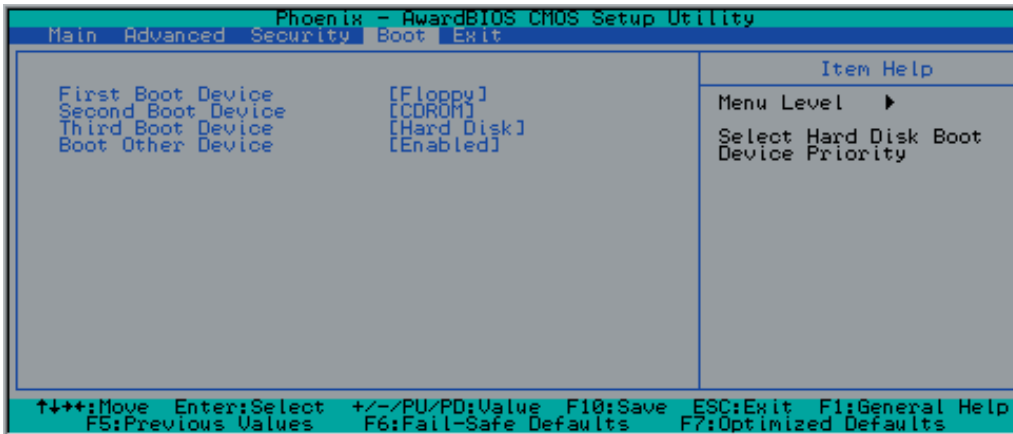 Phoenix - AwardBIOS CMOS Setup Utility
Main Advanced Security Boot Exit
First Boot Device [Floppy]
Second Boot Device [CDROM]
Third Boot Device [Hard Disk]
Boot Other Device [Enabled]
Item Help
Menu Level ▶
Select Hard Disk Boot
Device Priority
↑↓→←:Move Enter:Select +/-/PU/PD:Value F10:Save ESC:Exit F1:General Help
F5:Previous Values F6:Fail-Safe Defaults F7:Optimized Defaults